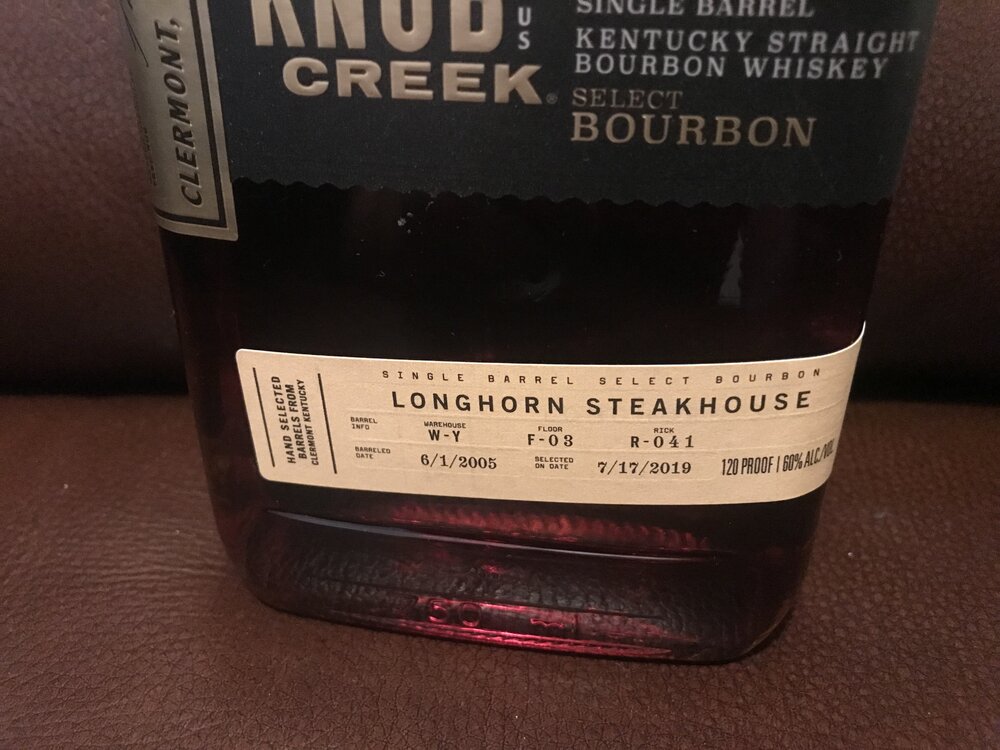 KNOB
US
CREEK®
SINGLE BARREL
KENTUCKY STRAIGHT
BOURBON WHISKEY
SELECT
BOURBON
CLERMONT,
HAND SELECTED
BARRELS FROM
CLERMONT KENTUCKY
SINGLE BARREL SELECT BOURBON
LONGHORN STEAKHOUSE
BARREL INFO WAREHOUSE W-Y FLOOR F-03 RICK R-041
BARRELED DATE 6/1/2005 SELECTED ON DATE 7/17/2019 120 PROOF | 60% ALC/VOL
750